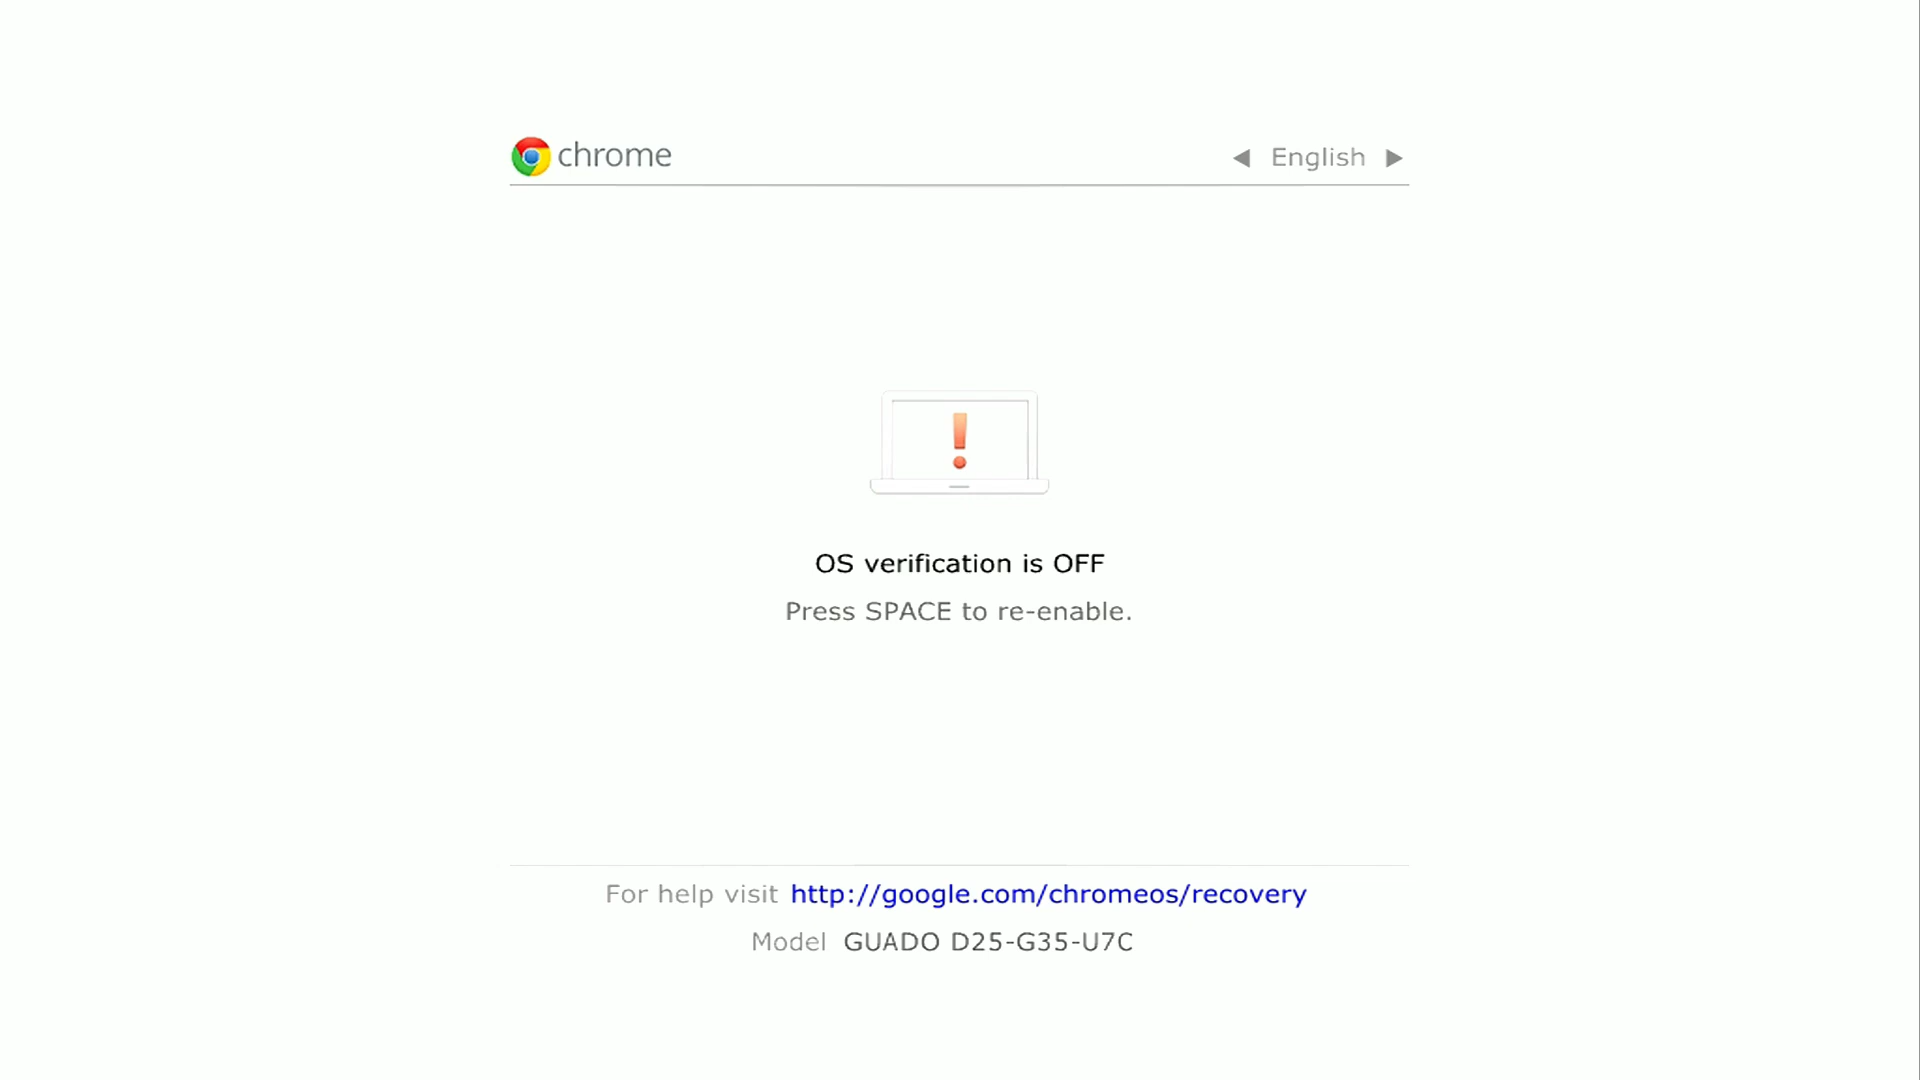 chrome
◀ English ▶
OS verification is OFF
Press SPACE to re-enable.
For help visit http://google.com/chromeos/recovery
Model GUADO D25-G35-U7C